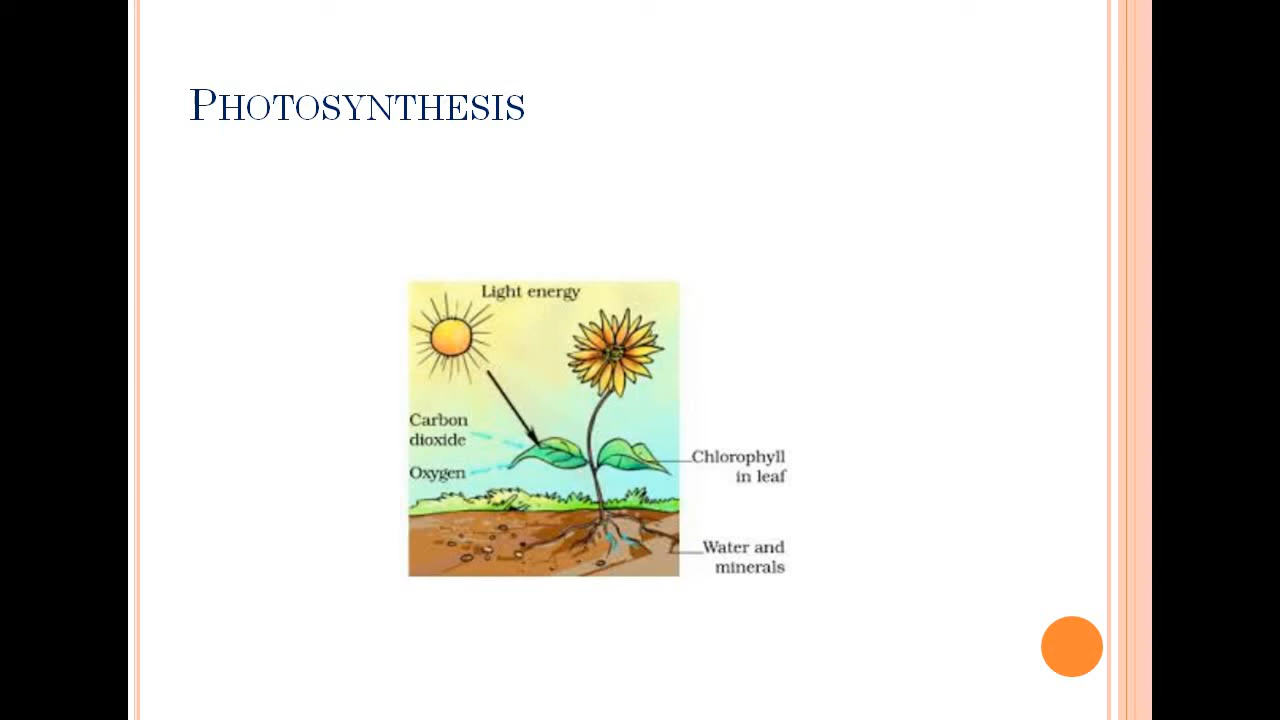 Photosynthesis
Light energy
Carbon
dioxide
Oxygen
Chlorophyll
in leaf
Water and
minerals